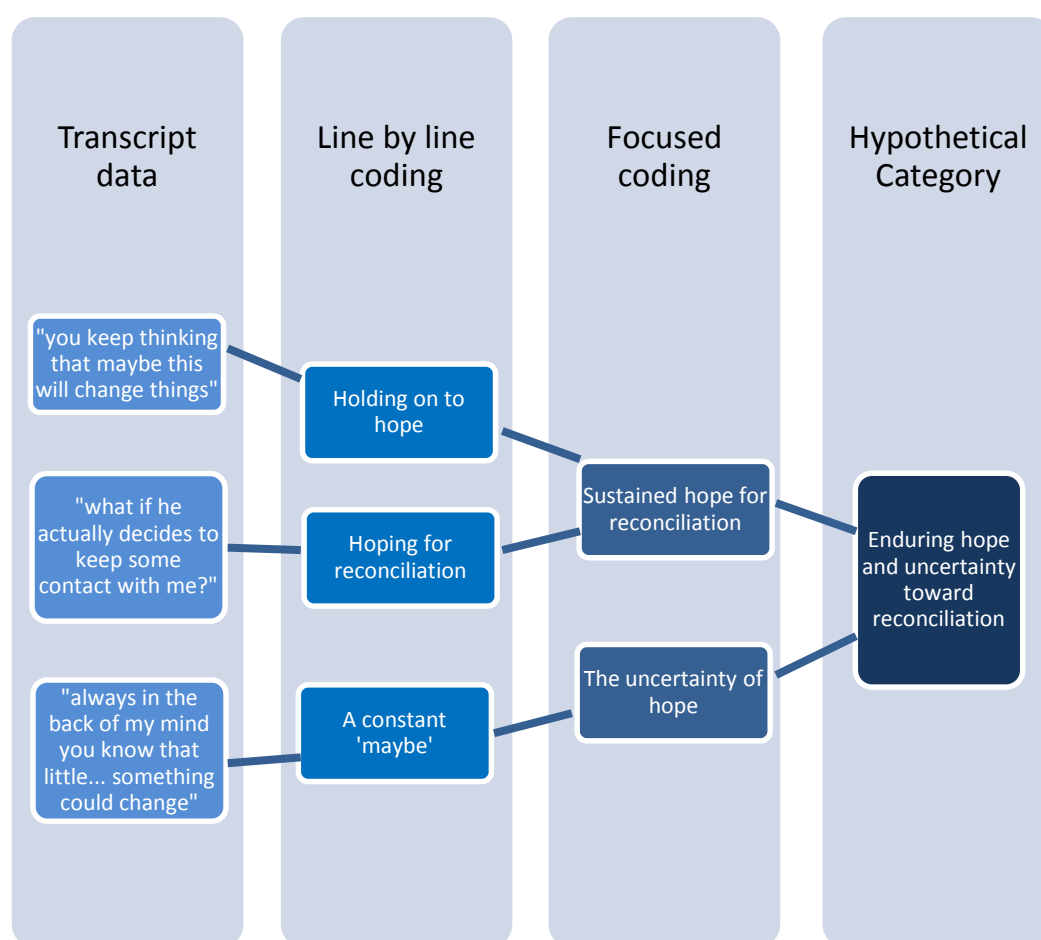 Transcript
data
Line by line
coding
Focused
coding
Hypothetical
Category
"you keep thinking
that maybe this
will change things"
"what if he
actually decides to
keep some
contact with me?"
"always in the
back of my mind
you know that
little... something
could change"
Holding on to
hope
Hoping for
reconciliation
A constant
'maybe'
Sustained hope for
reconciliation
The uncertainty of
hope
Enduring hope
and uncertainty
toward
reconciliation